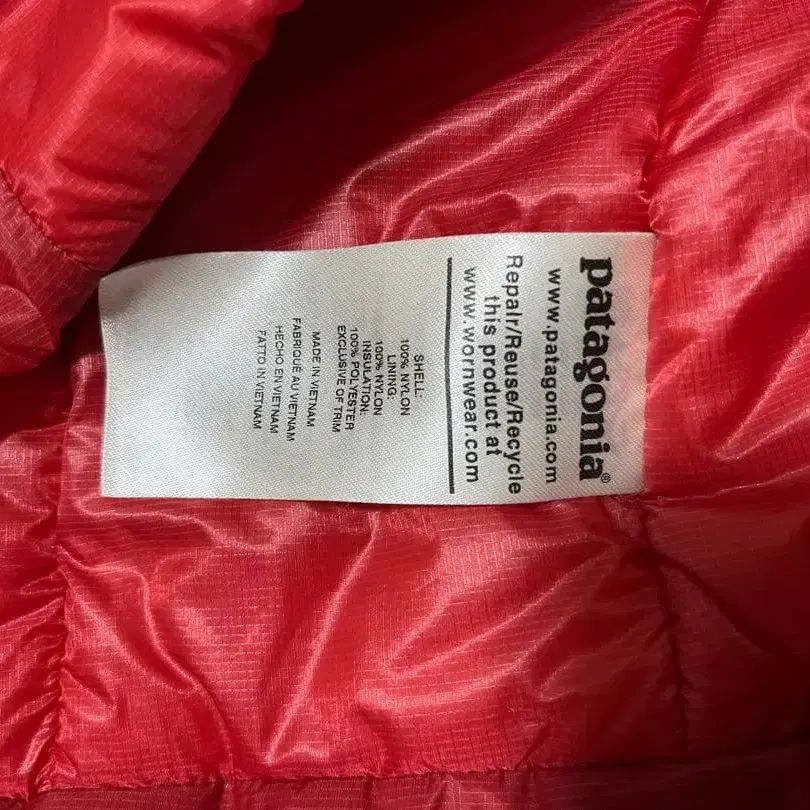 patagonia®
www.patagonia.com
Repair/Reuse/Recycle
this product at
www.wornwear.com
SHELL:
100% NYLON
LINING:
100% NYLON
INSULATION:
100% POLYESTER
EXCLUSIVE OF TRIM
MADE IN VIETNAM
FABRIQUÉ AU VIETNAM
HECHO EN VIETNAM
FATTO IN VIETNAM